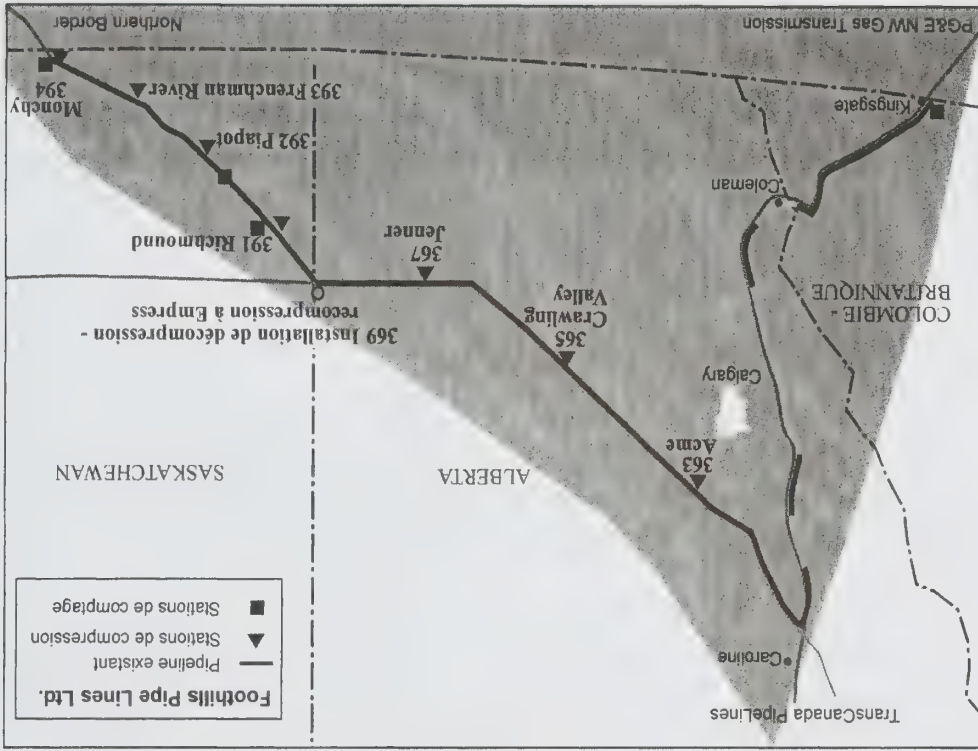 TransCanada PipeLines
Caroline
Foothills Pipe Lines Ltd.
Pipeline existant
Stations de compression
Stations de comptage
ALBERTA
SASKATCHEWAN
363
Acme
Calgary
365
Crawling
Valley
COLOMBIE -
BRITANNIQUE
369 Installation de décompression -
recompression à Empress
367
Jenner
391 Richmound
Coleman
392 Piapot
Kingsgate
393 Frenchman River
Monchy
394
PG&E NW Gas Transmission
Northern Border